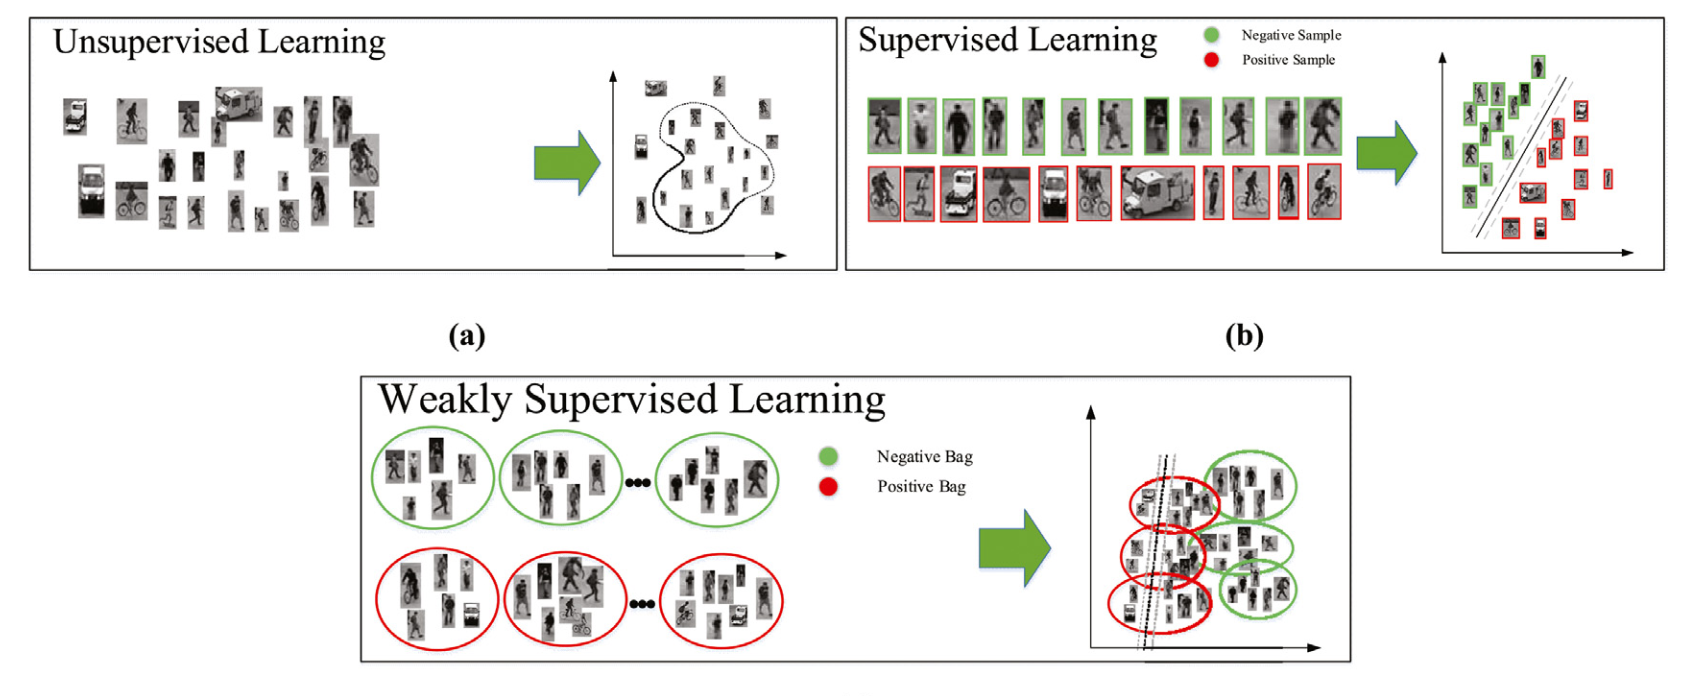 Unsupervised Learning
Supervised Learning
Negative Sample
Positive Sample
(a)
(b)
Weakly Supervised Learning
Negative Bag
Positive Bag